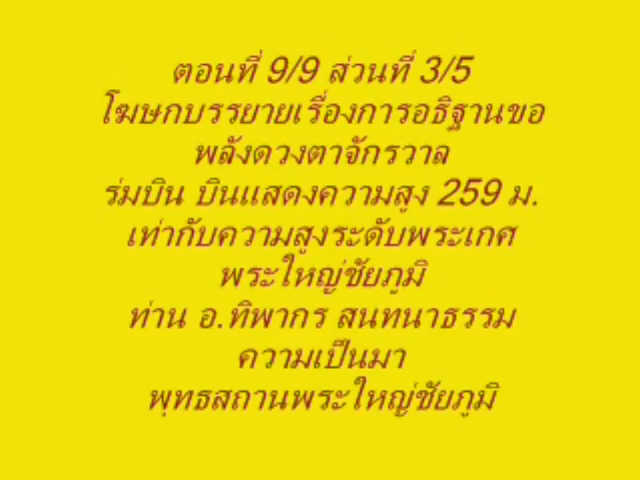 ตอนที่ 9/9 ส่วนที่ 3/5
โฆษกบรรยายเรื่องการอธิฐานขอ
พลังดวงตาจักรวาล
ร่มบิน บินแสดงความสูง 259 ม.
เท่ากับความสูงระดับพระเกศ
พระใหญ่ชัยภูมิ
ท่าน อ.ทิพากร สนทนาธรรม
ความเป็นมา
พุทธสถานพระใหญ่ชัยภูมิ